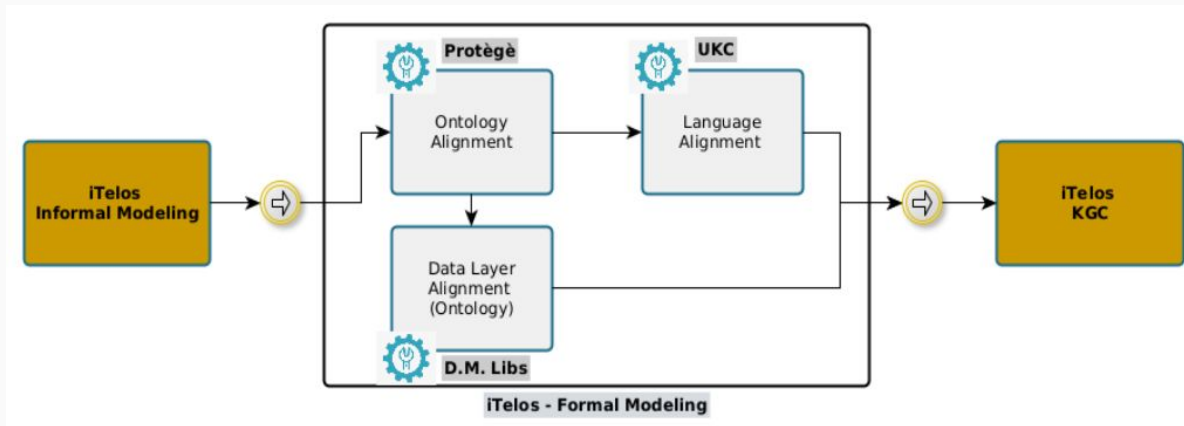 Protègè
UKC
Ontology
Alignment
Language
Alignment
iTelos
Informal Modeling
iTelos
KGC
Data Layer
Alignment
(Ontology)
D.M. Libs
iTelos - Formal Modeling